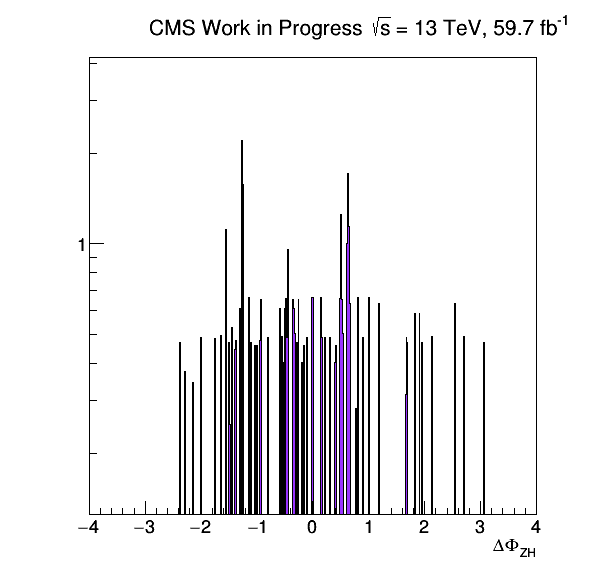 CMS Work in Progress √s = 13 TeV, 59.7 fb⁻¹
1
−4 −3 −2 −1 0 1 2 3 4
ΔΦ_ZH